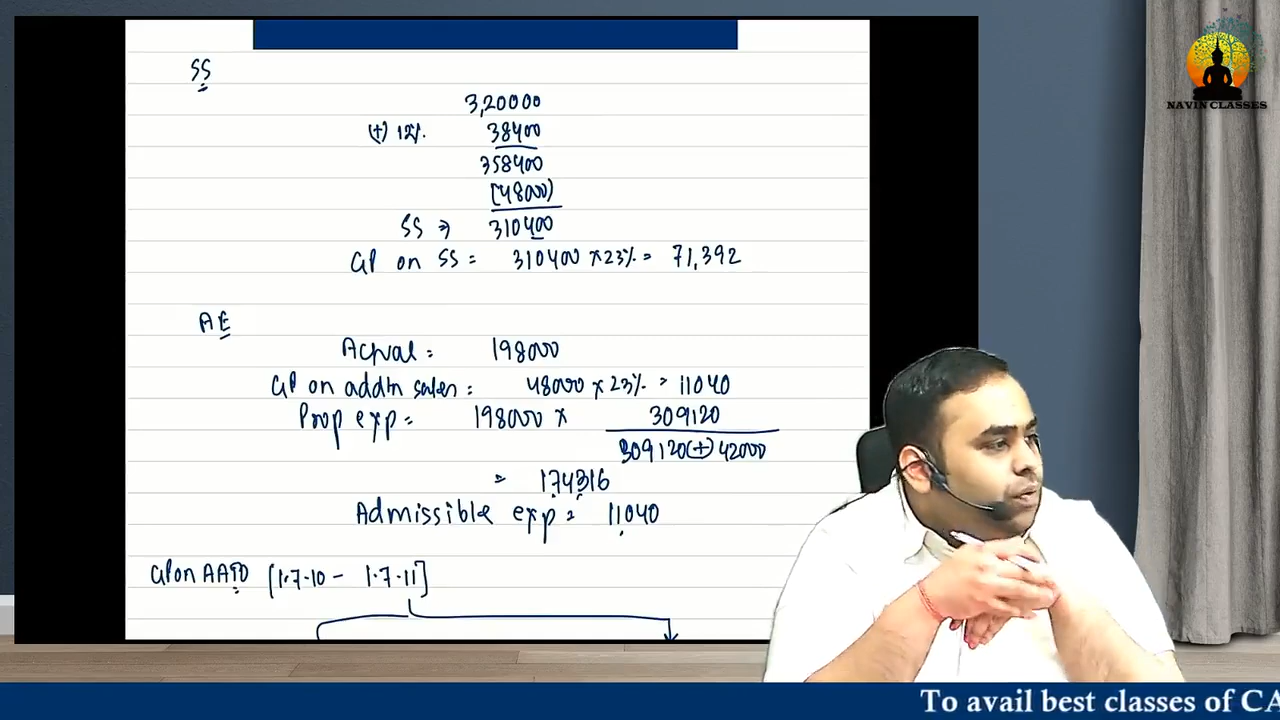 SS
3,20000
(+) 12%. 38400
358400
(48000)
SS ⇒ 310400
GP on SS = 310400 x 23% = 71,392
AE
Actual = 198000
GP on addtn sales = 48000 x 23% = 11040
Prop exp = 198000 x 309120
309120 (+) 42000
= 174316
Admissible exp = 11040
GP on AATO [1.7.10 - 1.7.11]
NAVIN CLASSES
To avail best classes of CA